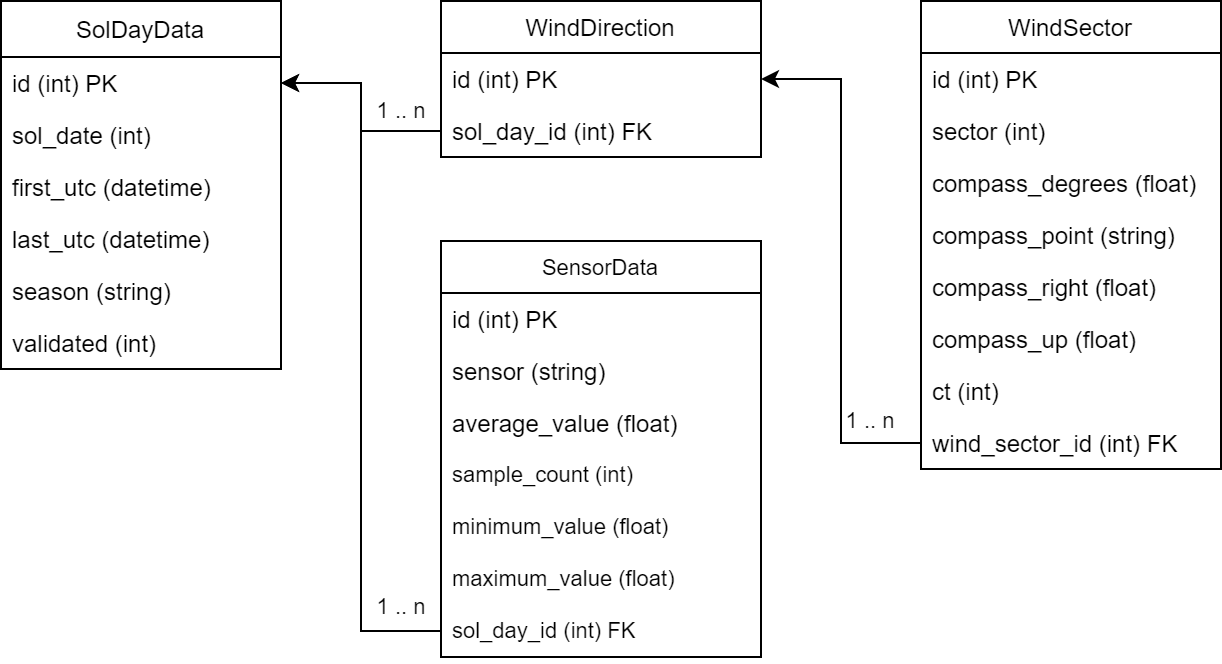 SolDayData
id (int) PK
sol_date (int)
first_utc (datetime)
last_utc (datetime)
season (string)
validated (int)
1 .. n
1 .. n
WindDirection
id (int) PK
sol_day_id (int) FK
SensorData
id (int) PK
sensor (string)
average_value (float)
sample_count (int)
minimum_value (float)
maximum_value (float)
sol_day_id (int) FK
1 .. n
WindSector
id (int) PK
sector (int)
compass_degrees (float)
compass_point (string)
compass_right (float)
compass_up (float)
ct (int)
wind_sector_id (int) FK